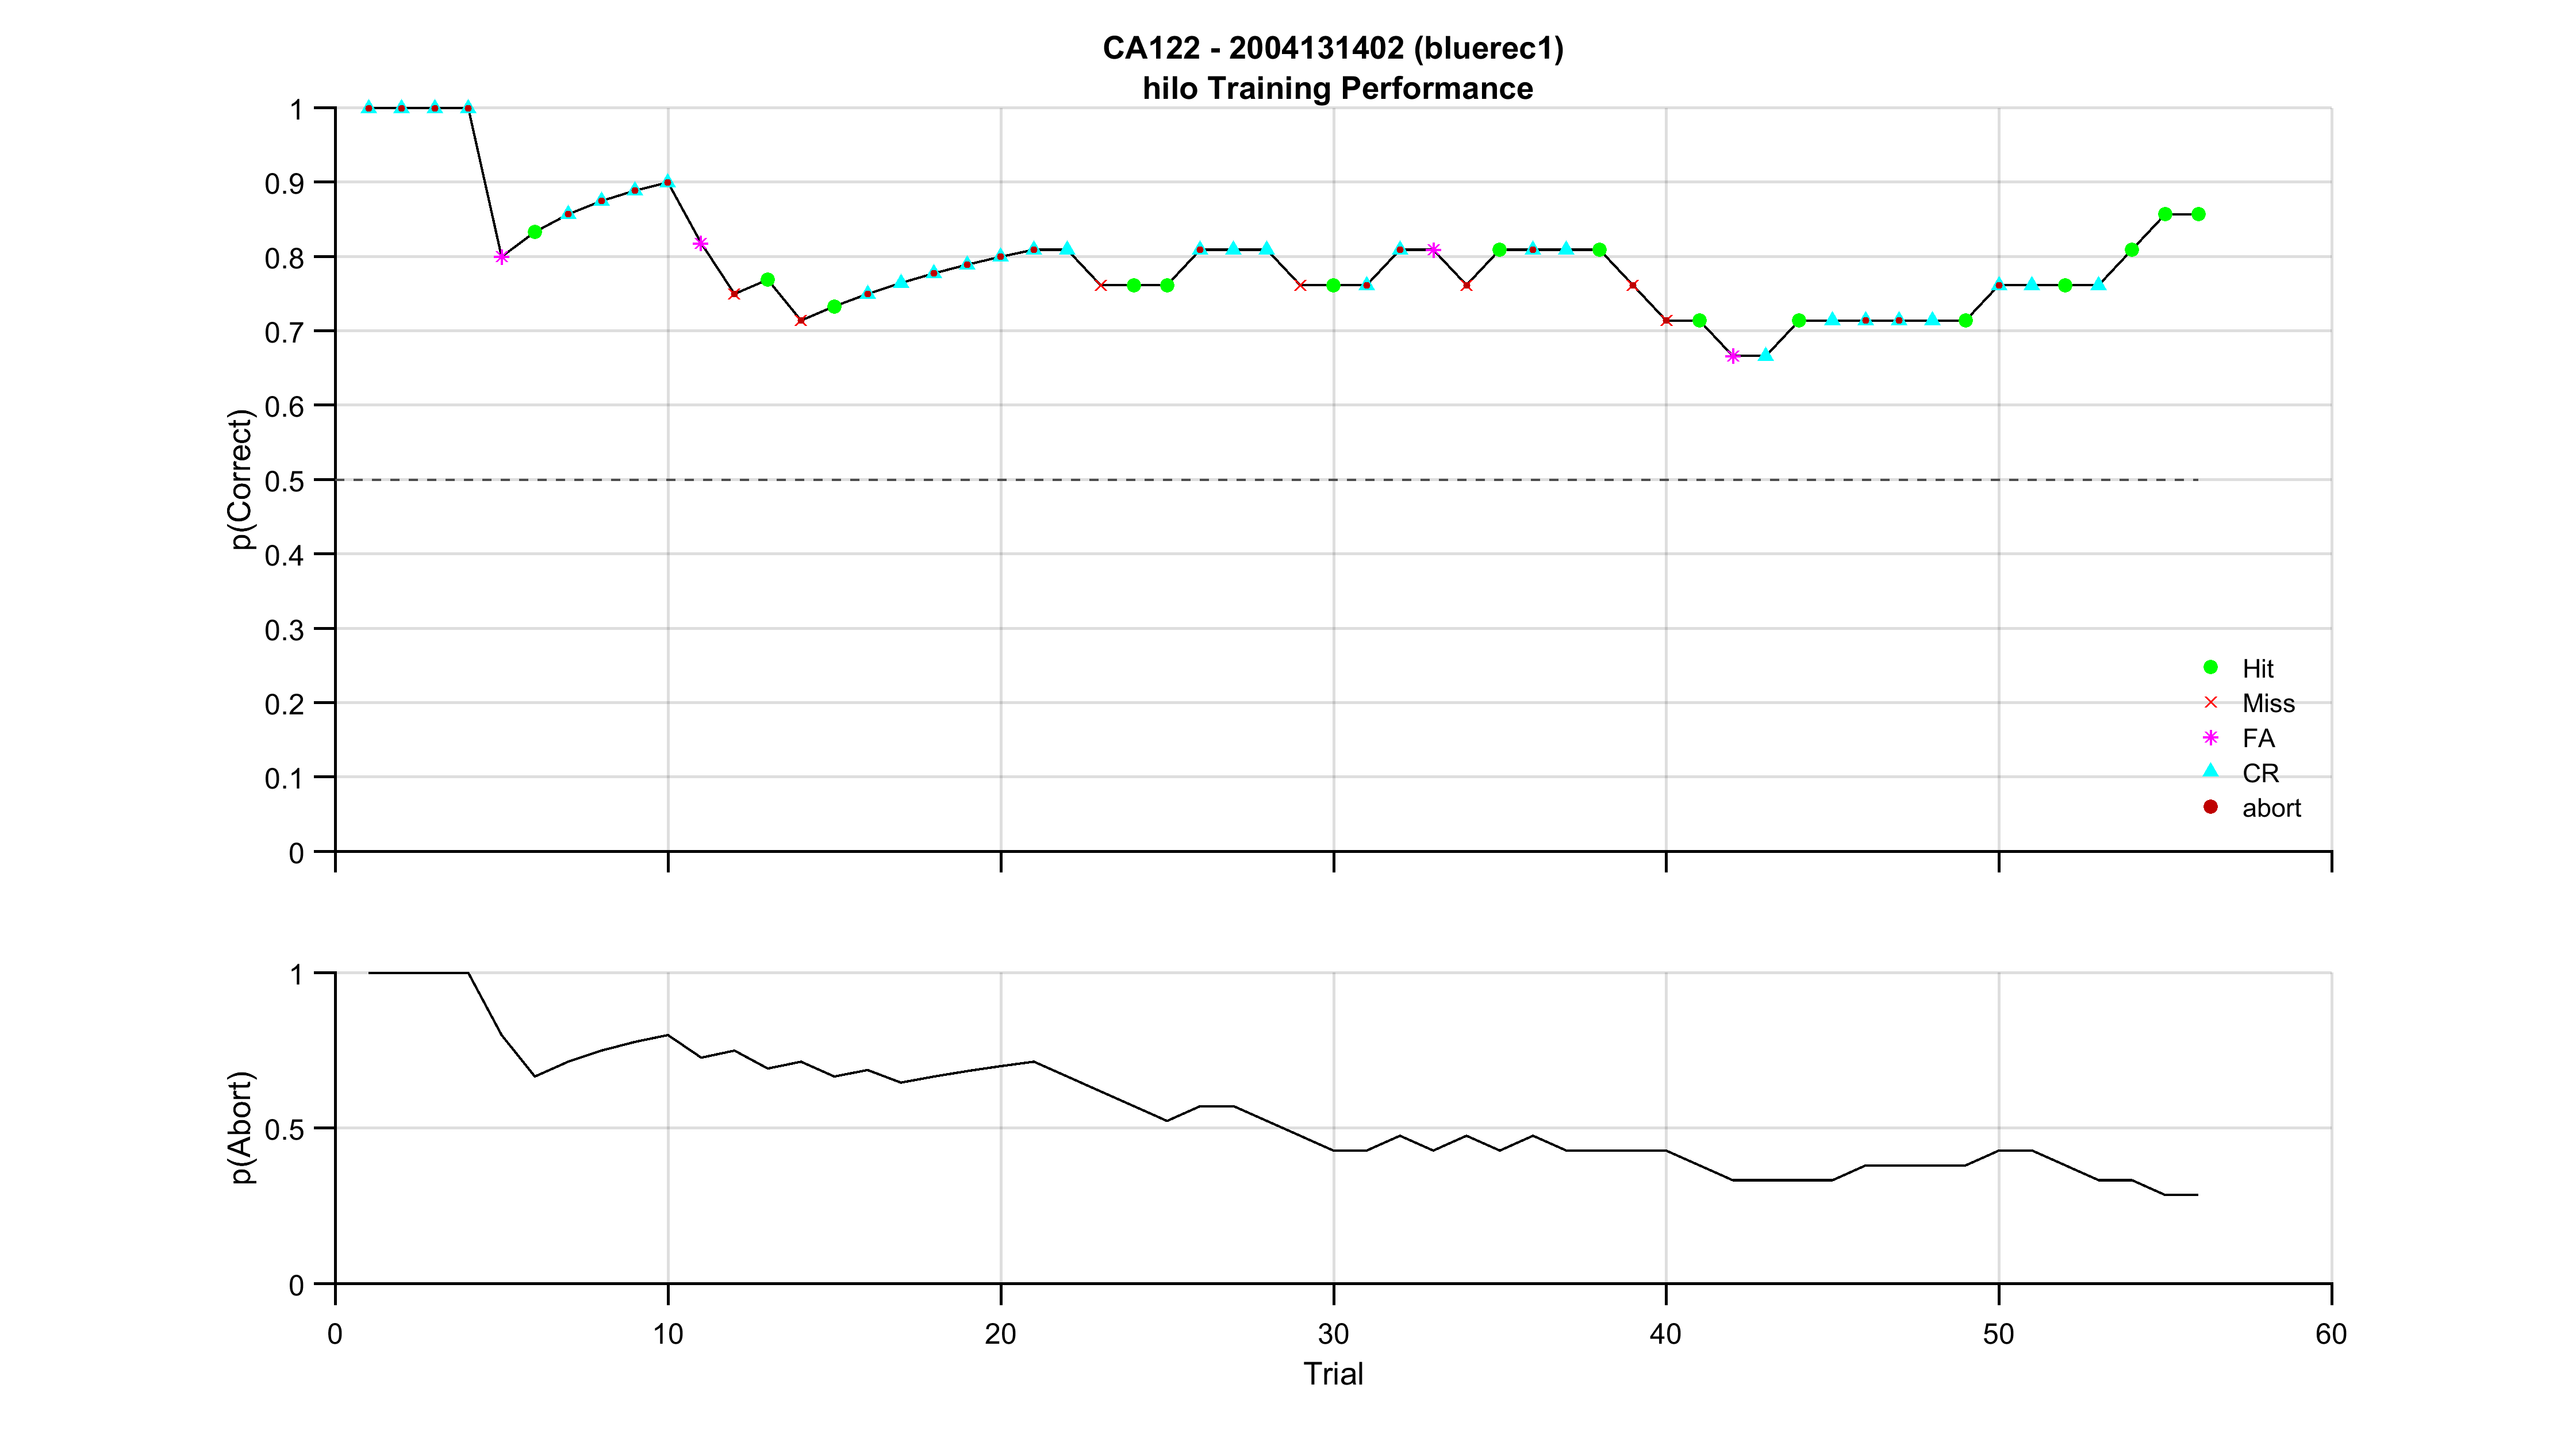 CA122 - 2004131402 (bluerec1)
hilo Training Performance
p(Correct)
1
0.9
0.8
0.7
0.6
0.5
0.4
0.3
0.2
0.1
0
Hit
Miss
FA
CR
abort
p(Abort)
1
0.5
0
0 10 20 30 40 50 60
Trial